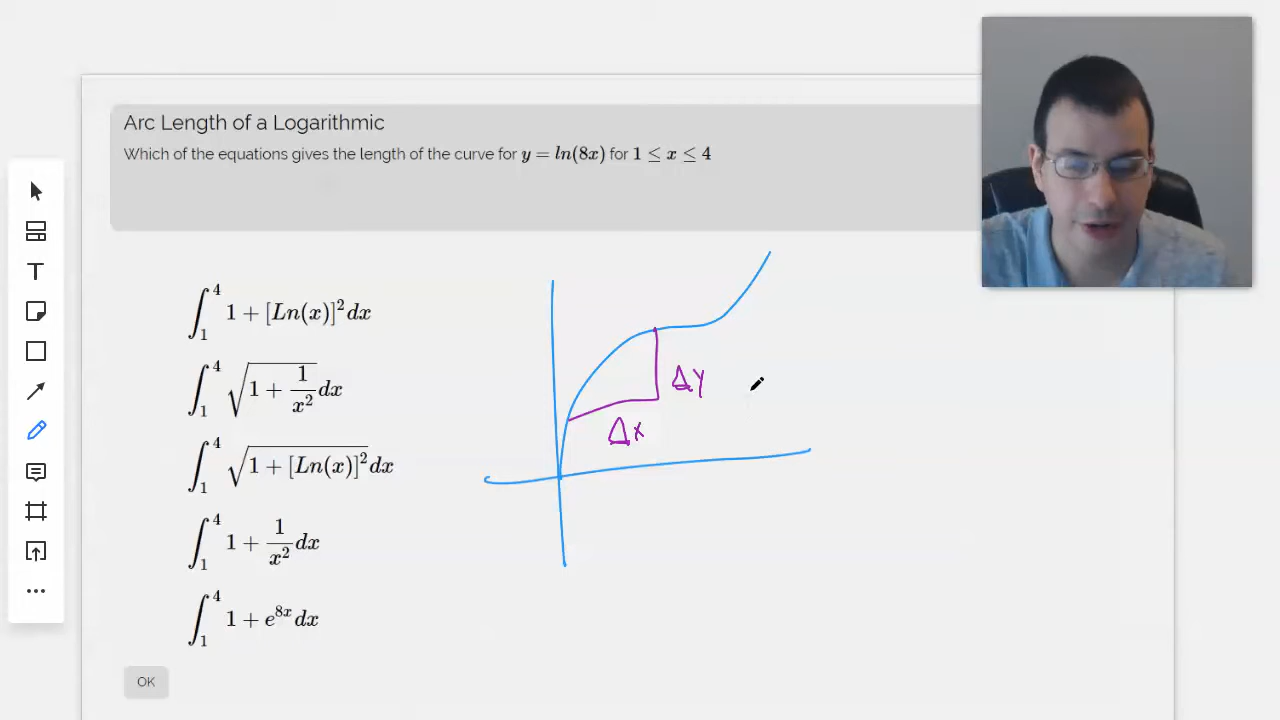 Arc Length of a Logarithmic
Which of the equations gives the length of the curve for y = ln(8x) for 1 ≤ x ≤ 4
∫₁⁴ 1 + [Ln(x)]² dx
∫₁⁴ √(1 + 1/x²) dx
∫₁⁴ √(1 + [Ln(x)]²) dx
∫₁⁴ 1 + 1/x² dx
∫₁⁴ 1 + e⁸ˣ dx
Δy
Δx
T
OK